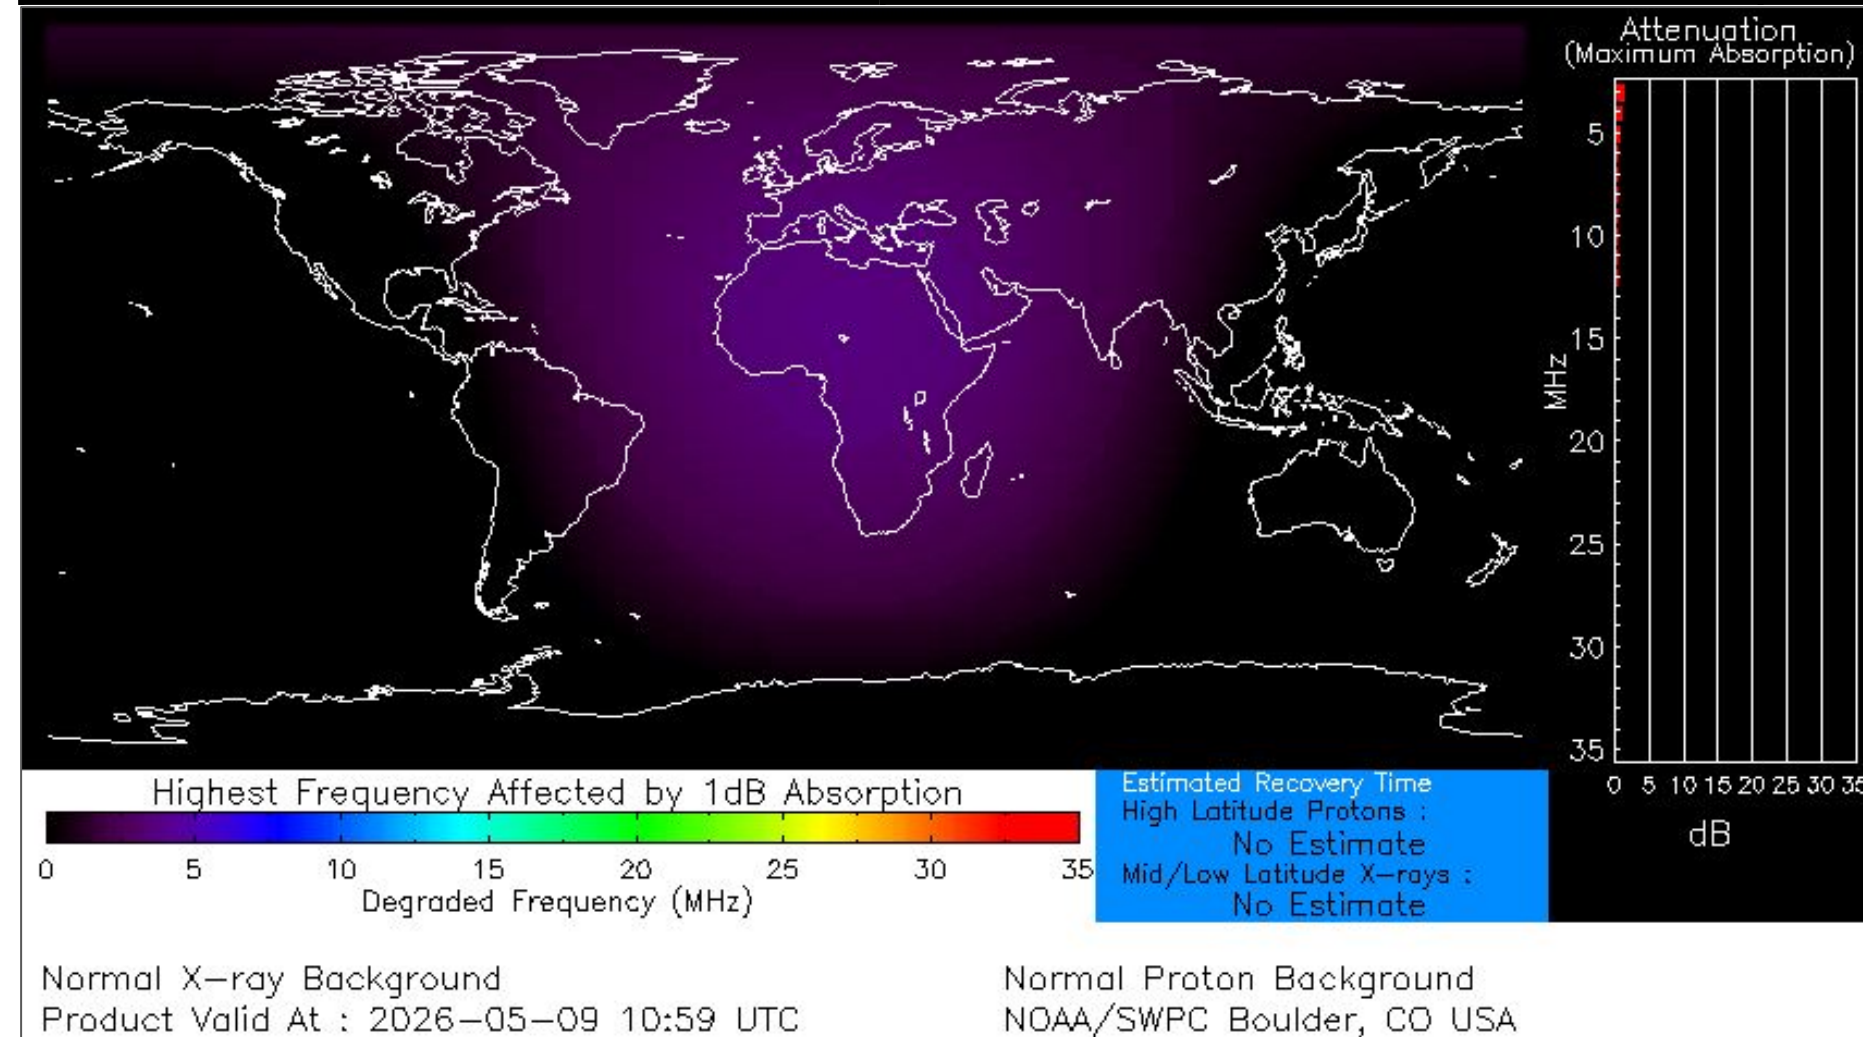 Attenuation
(Maximum Absorption)
5
10
15
20
25
30
35
MHz
0 5 10 15 20 25 30 35
dB
Highest Frequency Affected by 1dB Absorption
0 5 10 15 20 25 30 35
Degraded Frequency (MHz)
Estimated Recovery Time
High Latitude Protons :
No Estimate
Mid/Low Latitude X-rays :
No Estimate
Normal X-ray Background
Normal Proton Background
Product Valid At : 2026-05-09 10:59 UTC
NOAA/SWPC Boulder, CO USA